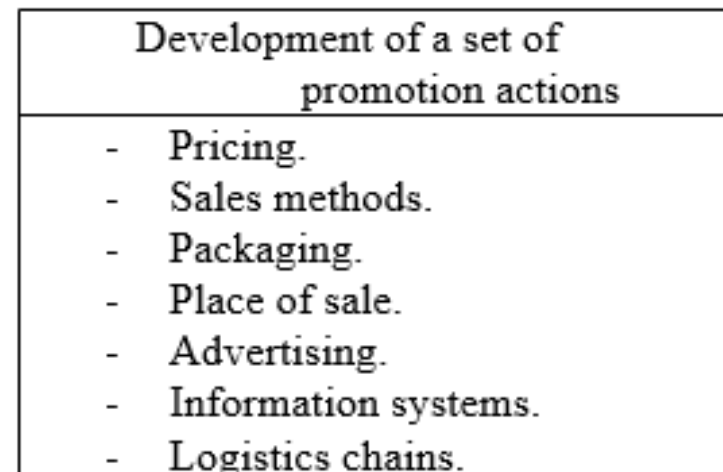 Development of a set of
promotion actions
- Pricing.
- Sales methods.
- Packaging.
- Place of sale.
- Advertising.
- Information systems.
- Logistics chains.